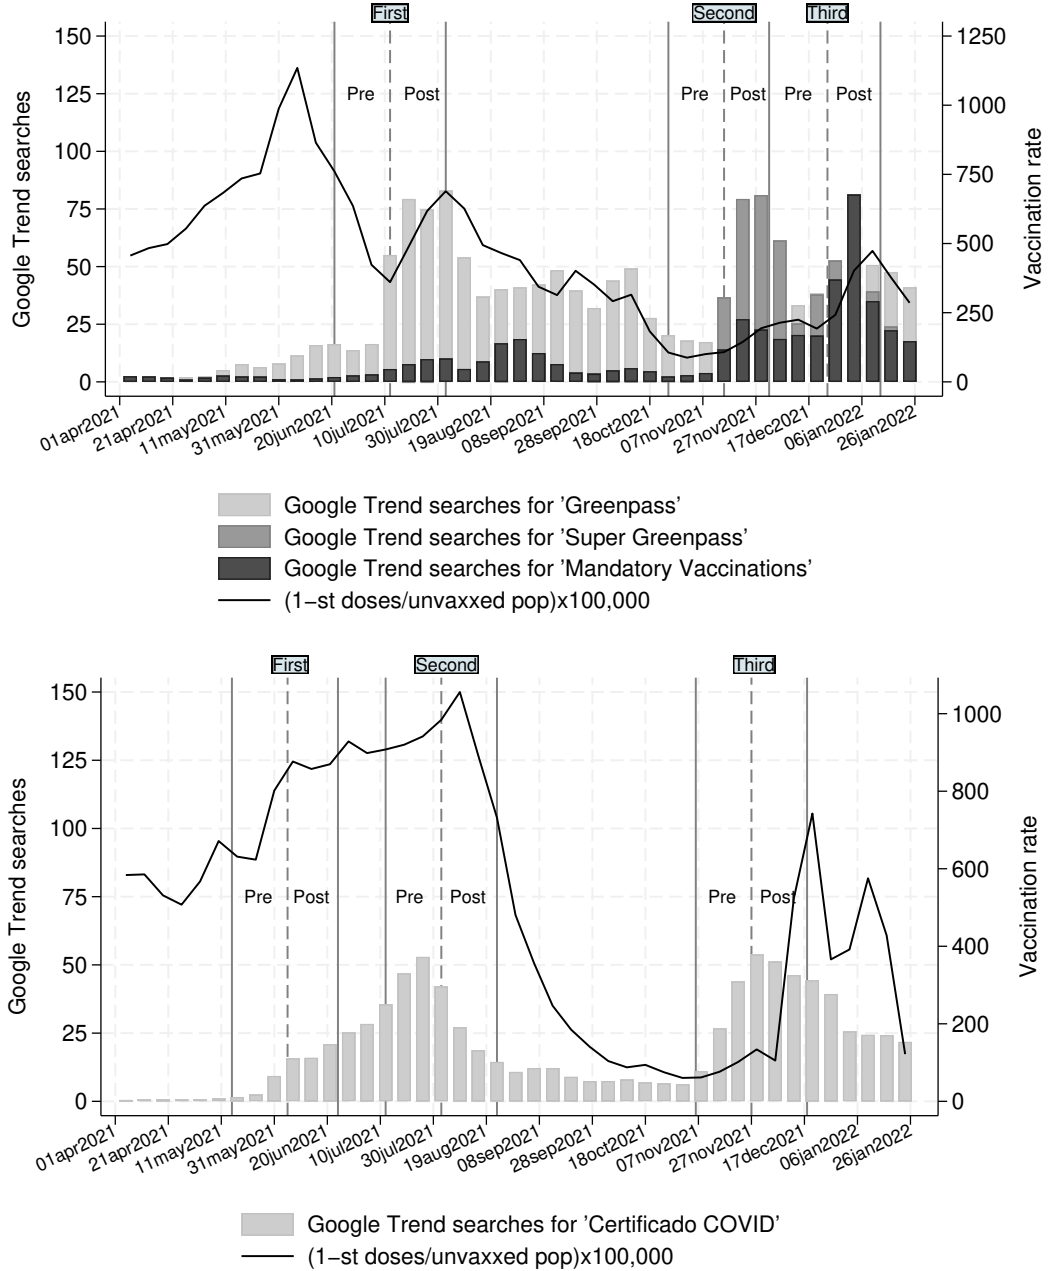 First Second Third
150 1250
125 Pre Post Pre Post Pre Post
1000
100
750
75
500
50
250
25
0 0
Google Trend searches
Vaccination rate
01apr2021 21apr2021 11may2021 31may2021 20jun2021 10jul2021 30jul2021 19aug2021 08sep2021 28sep2021 18oct2021 07nov2021 27nov2021 17dec2021 06jan2022 26jan2022
Google Trend searches for ’Greenpass’
Google Trend searches for ’Super Greenpass’
Google Trend searches for ’Mandatory Vaccinations’
(1−st doses/unvaxxed pop)x100,000
First Second Third
150
1000
125
800
100
600
75 Pre Post Pre Post Pre Post
400
50
200
25
0 0
Google Trend searches
Vaccination rate
01apr2021 21apr2021 11may2021 31may2021 20jun2021 10jul2021 30jul2021 19aug2021 08sep2021 28sep2021 18oct2021 07nov2021 27nov2021 17dec2021 06jan2022 26jan2022
Google Trend searches for ’Certificado COVID’
(1−st doses/unvaxxed pop)x100,000